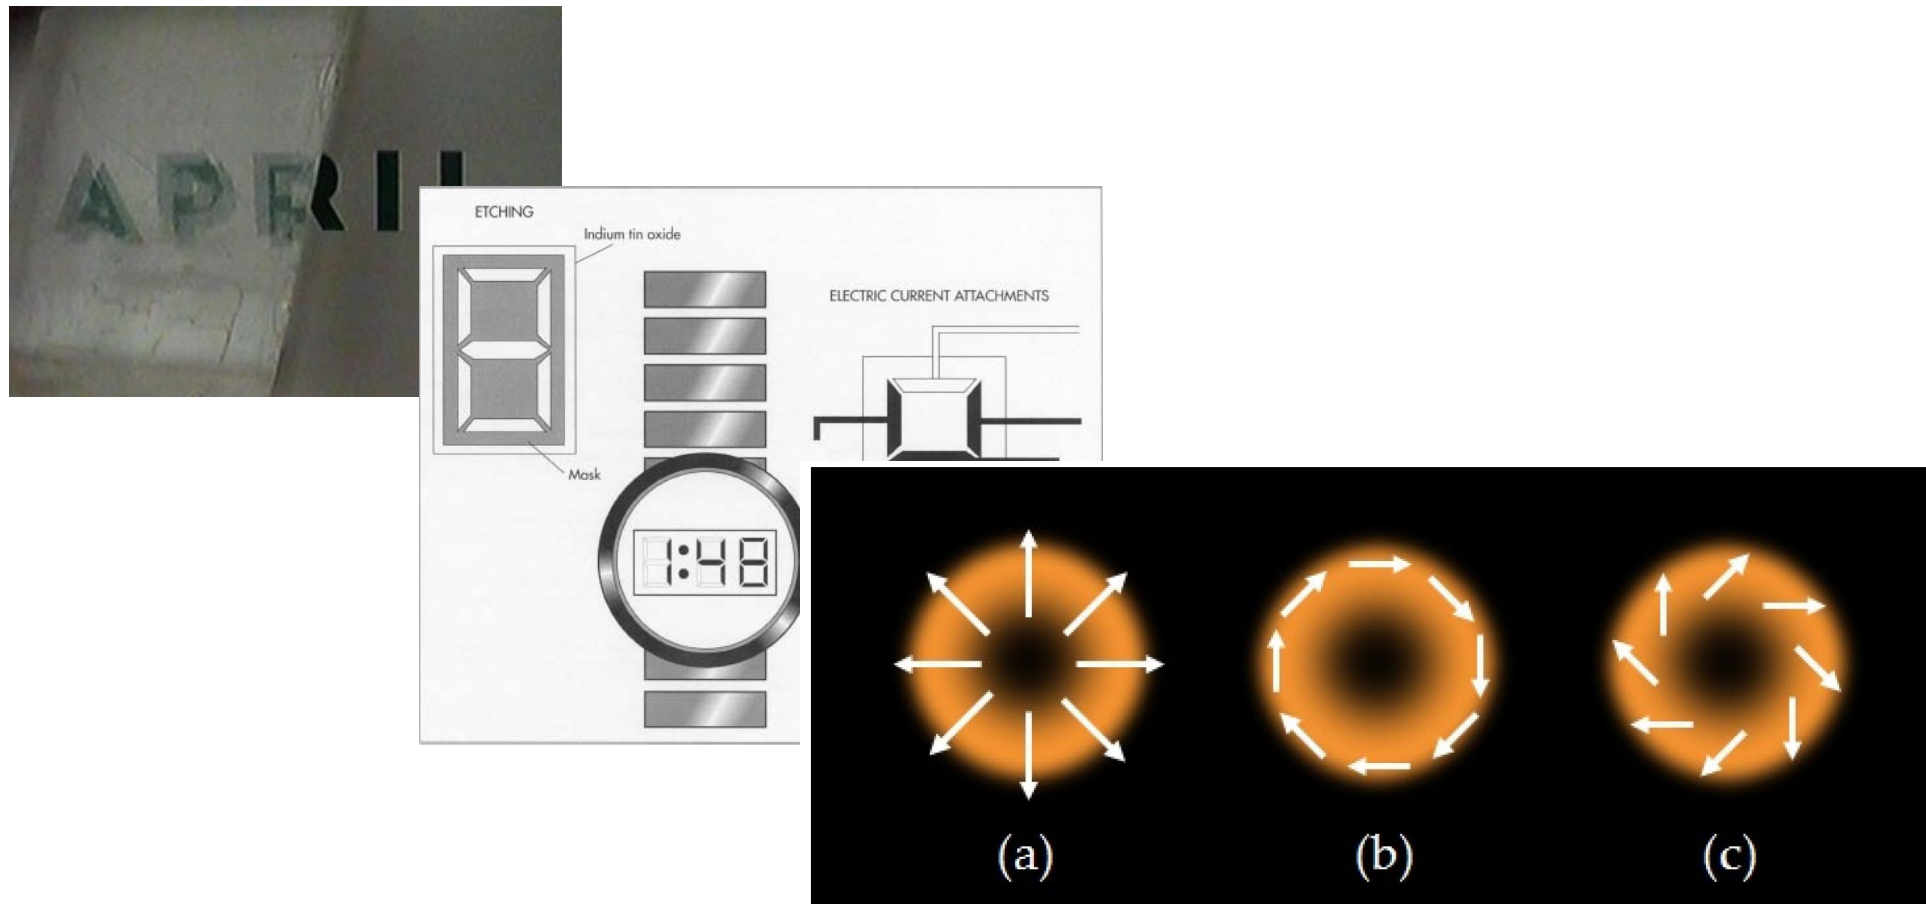 APRIL
ETCHING
Indium tin oxide
ELECTRIC CURRENT ATTACHMENTS
Mask
1:48
(a) (b) (c)